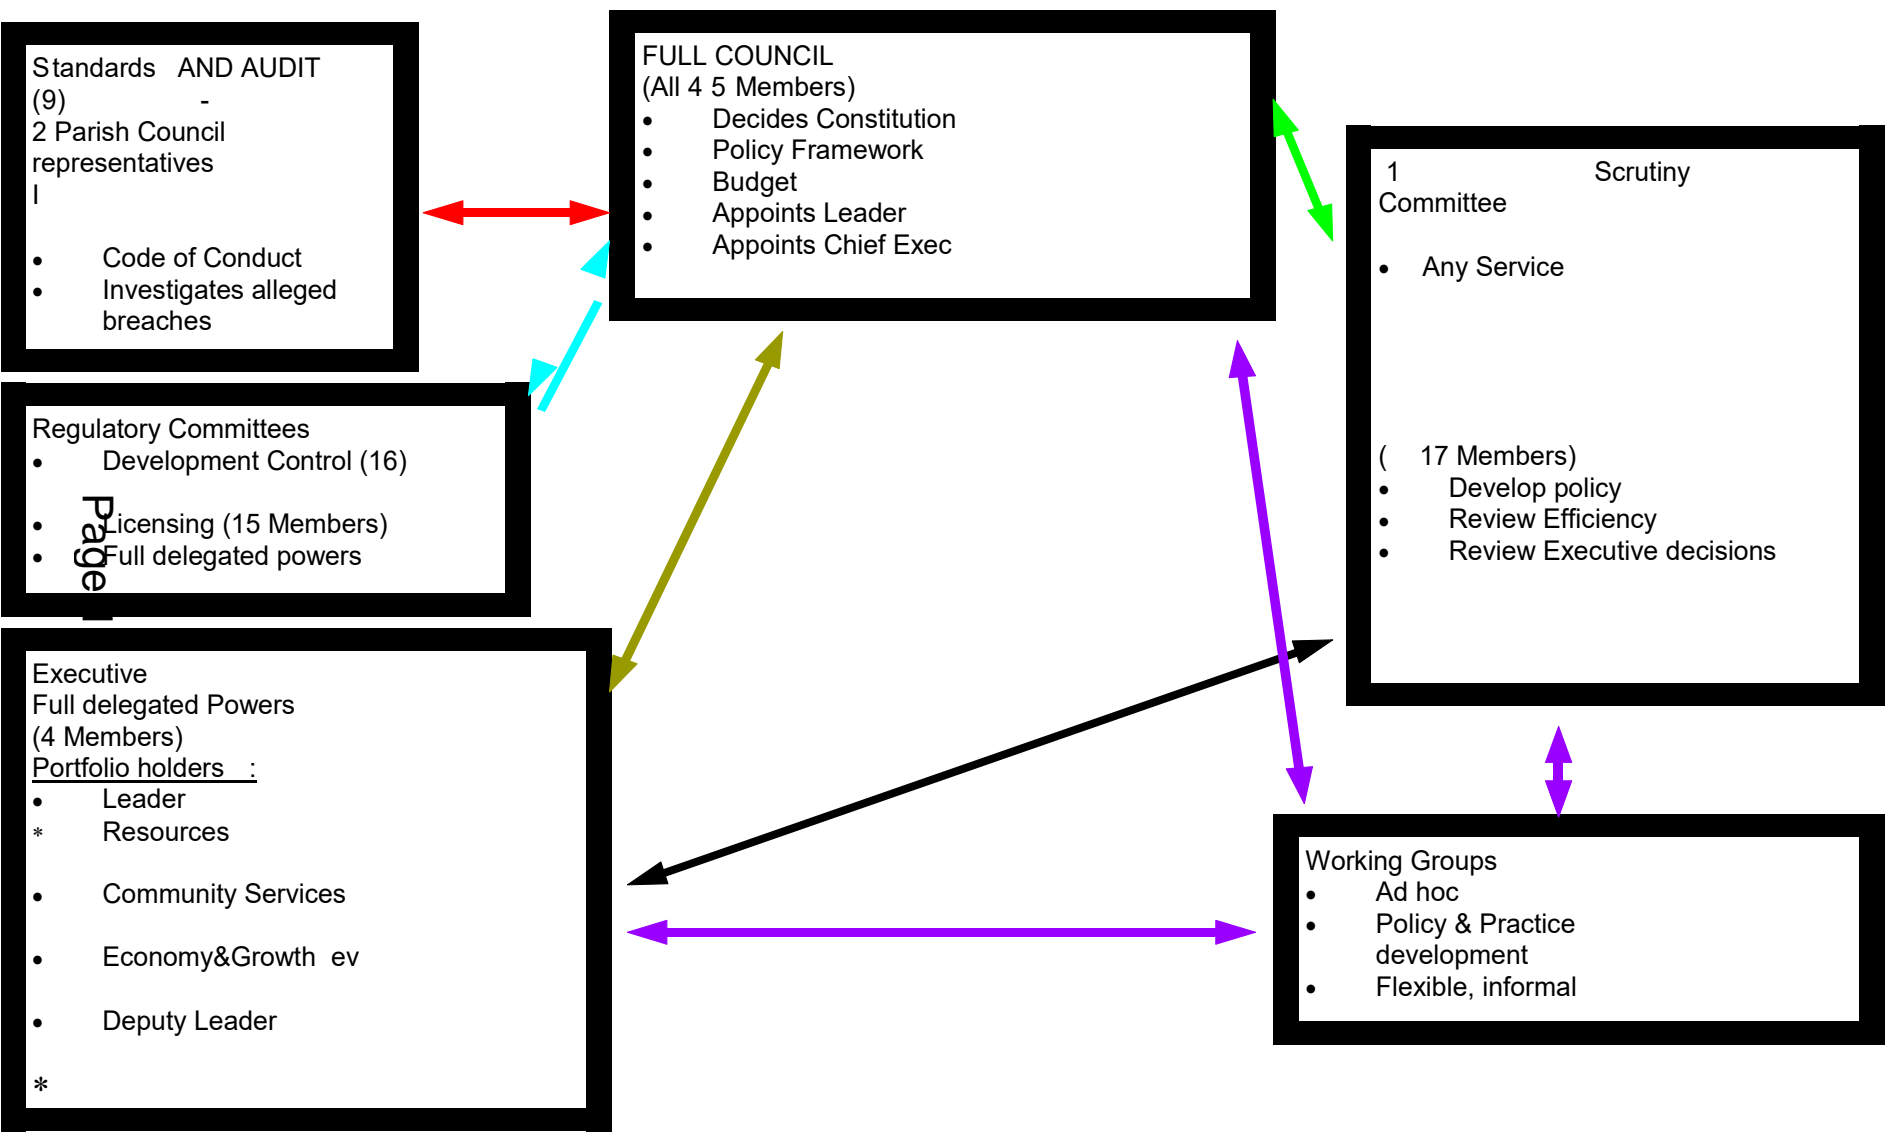 Standards AND AUDIT
(9) -
2 Parish Council
representatives
I
• Code of Conduct
• Investigates alleged
breaches
FULL COUNCIL
(All 4 5 Members)
• Decides Constitution
• Policy Framework
• Budget
• Appoints Leader
• Appoints Chief Exec
1 Scrutiny
Committee
• Any Service
( 17 Members)
• Develop policy
• Review Efficiency
• Review Executive decisions
Regulatory Committees
• Development Control (16)
• Licensing (15 Members)
• Full delegated powers
Page
Executive
Full delegated Powers
(4 Members)
Portfolio holders :
• Leader
* Resources
• Community Services
• Economy&Growth ev
• Deputy Leader
*
Working Groups
• Ad hoc
• Policy & Practice
development
• Flexible, informal